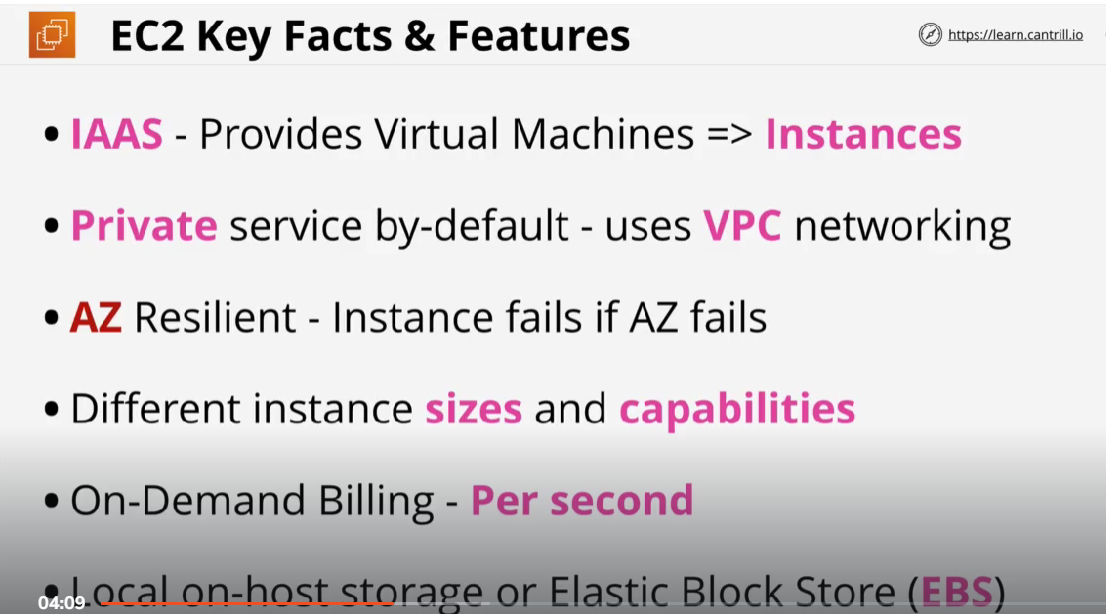 EC2 Key Facts & Features
https://learn.cantrill.io
• IAAS - Provides Virtual Machines => Instances
• Private service by-default - uses VPC networking
• AZ Resilient - Instance fails if AZ fails
• Different instance sizes and capabilities
• On-Demand Billing - Per second
• Local on-host storage or Elastic Block Store (EBS)
04:09